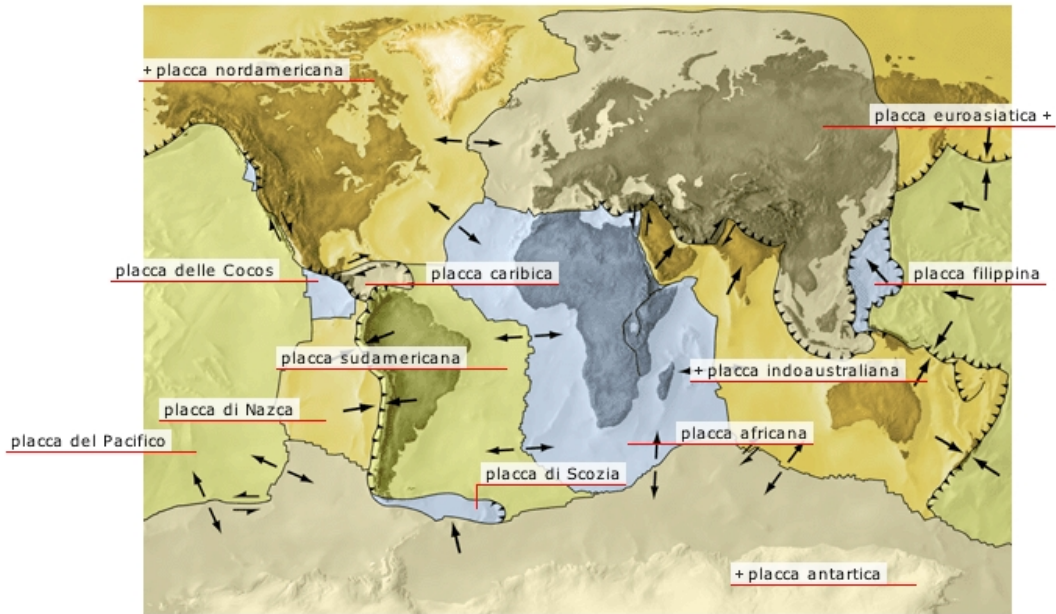 + placca nordamericana
placca euroasiatica +
placca delle Cocos
placca caribica
placca filippina
placca sudamericana
+ placca indoaustraliana
placca di Nazca
placca del Pacifico
placca africana
placca di Scozia
+ placca antartica